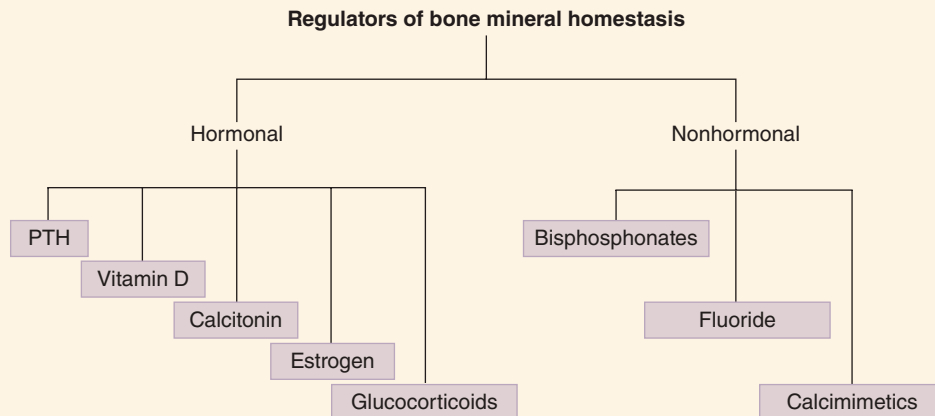 Regulators of bone mineral homestasis
Hormonal
Nonhormonal
PTH
Vitamin D
Calcitonin
Estrogen
Glucocorticoids
Bisphosphonates
Fluoride
Calcimimetics